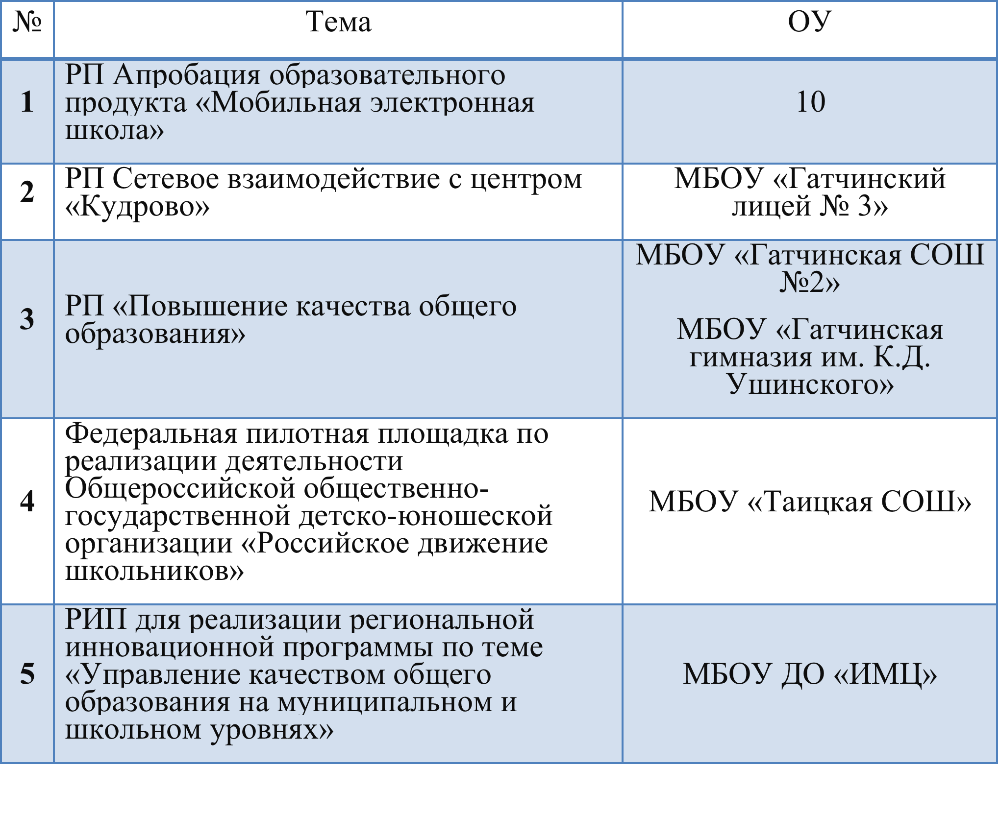 №
Тема
ОУ
1
РП Апробация образовательного
продукта «Мобильная электронная
школа»
10
2
РП Сетевое взаимодействие с центром
«Кудрово»
МБОУ «Гатчинский
лицей № 3»
3
РП «Повышение качества общего
образования»
МБОУ «Гатчинская СОШ
№2»
МБОУ «Гатчинская
гимназия им. К.Д.
Ушинского»
4
Федеральная пилотная площадка по
реализации деятельности
Общероссийской общественно-
государственной детско-юношеской
организации «Российское движение
школьников»
МБОУ «Таицкая СОШ»
5
РИП для реализации региональной
инновационной программы по теме
«Управление качеством общего
образования на муниципальном и
школьном уровнях»
МБОУ ДО «ИМЦ»